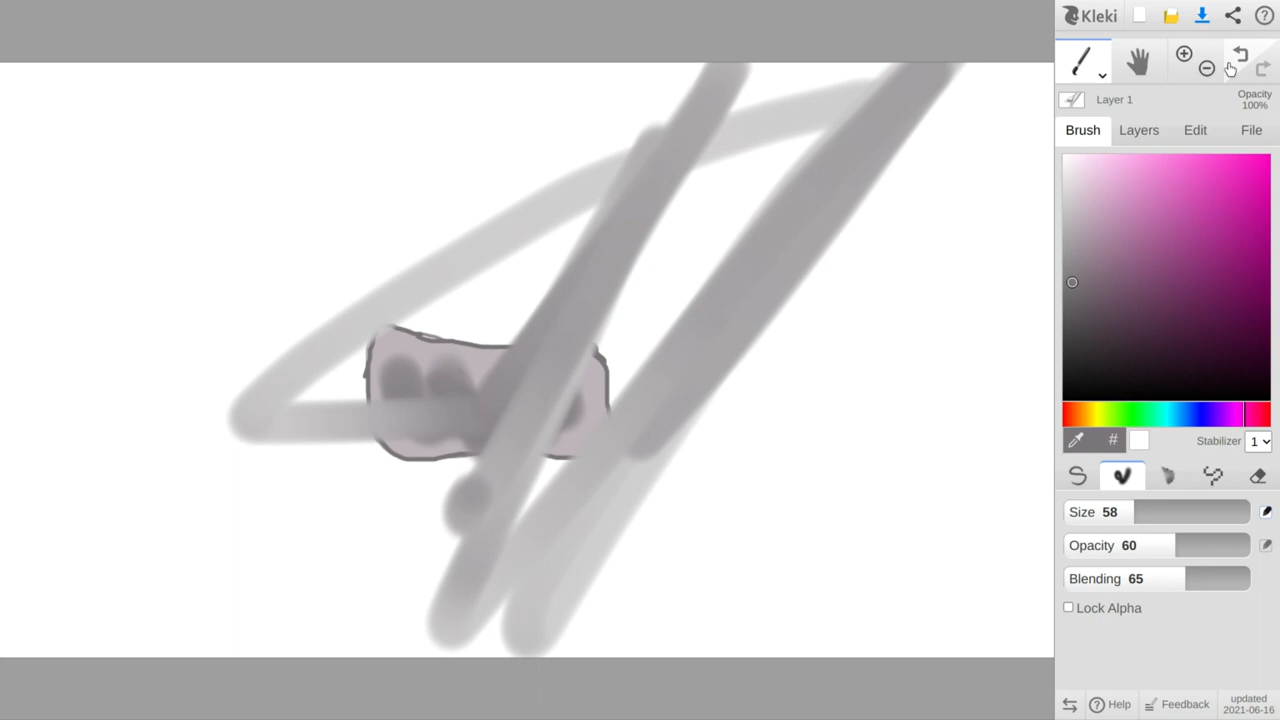 Kleki
Layer 1
Opacity
100%
Brush
Layers
Edit
File
#
Stabilizer 1
Size 58
Opacity 60
Blending 65
Lock Alpha
Help
Feedback
updated
2021-06-16